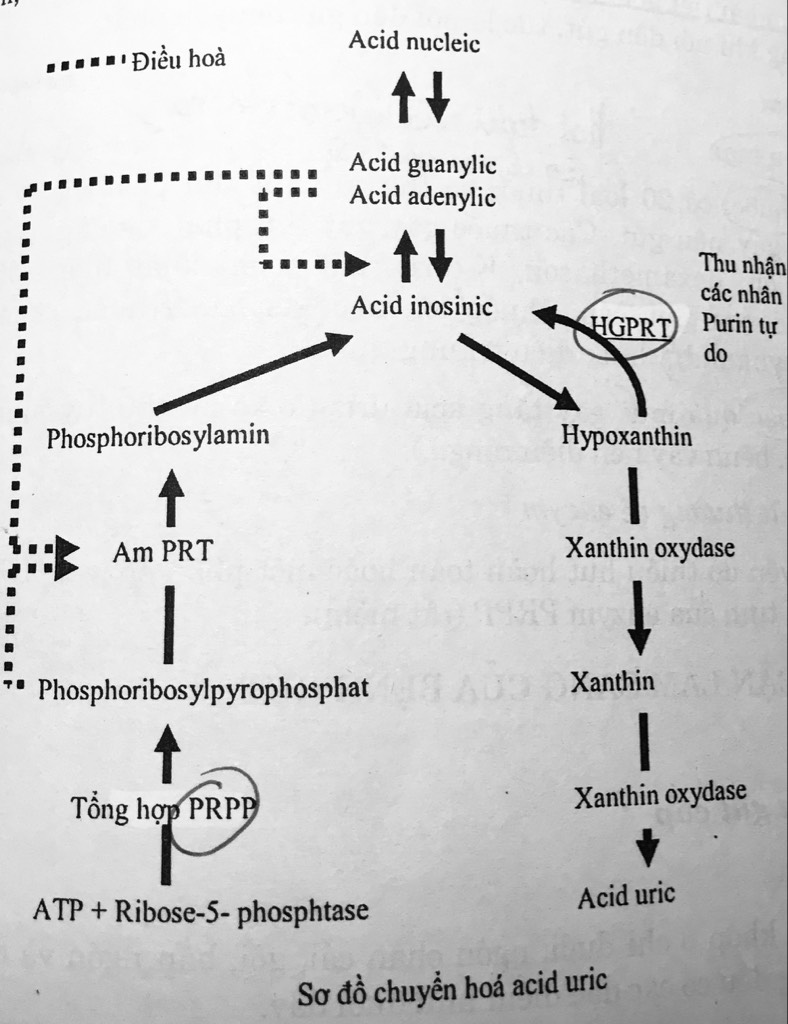 Điều hoà
Acid nucleic
Acid guanylic
Acid adenylic
Acid inosinic
HGPRT
Thu nhận
các nhân
Purin tự
do
Phosphoribosylamin
Hypoxanthin
Am PRT
Xanthin oxydase
Phosphoribosylpyrophosphat
Xanthin
Tổng hợp PRPP
Xanthin oxydase
ATP + Ribose-5- phosphtase
Acid uric
Sơ đồ chuyển hoá acid uric